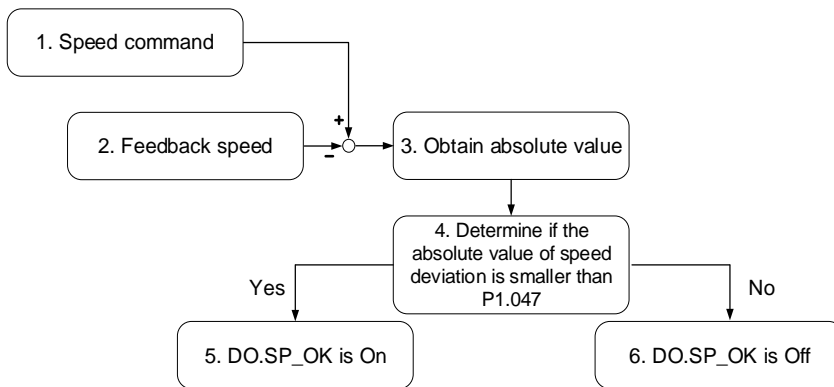 1. Speed command
+
2. Feedback speed
–
3. Obtain absolute value
4. Determine if the
absolute value of speed
deviation is smaller than
P1.047
Yes
No
5. DO.SP_OK is On
6. DO.SP_OK is Off